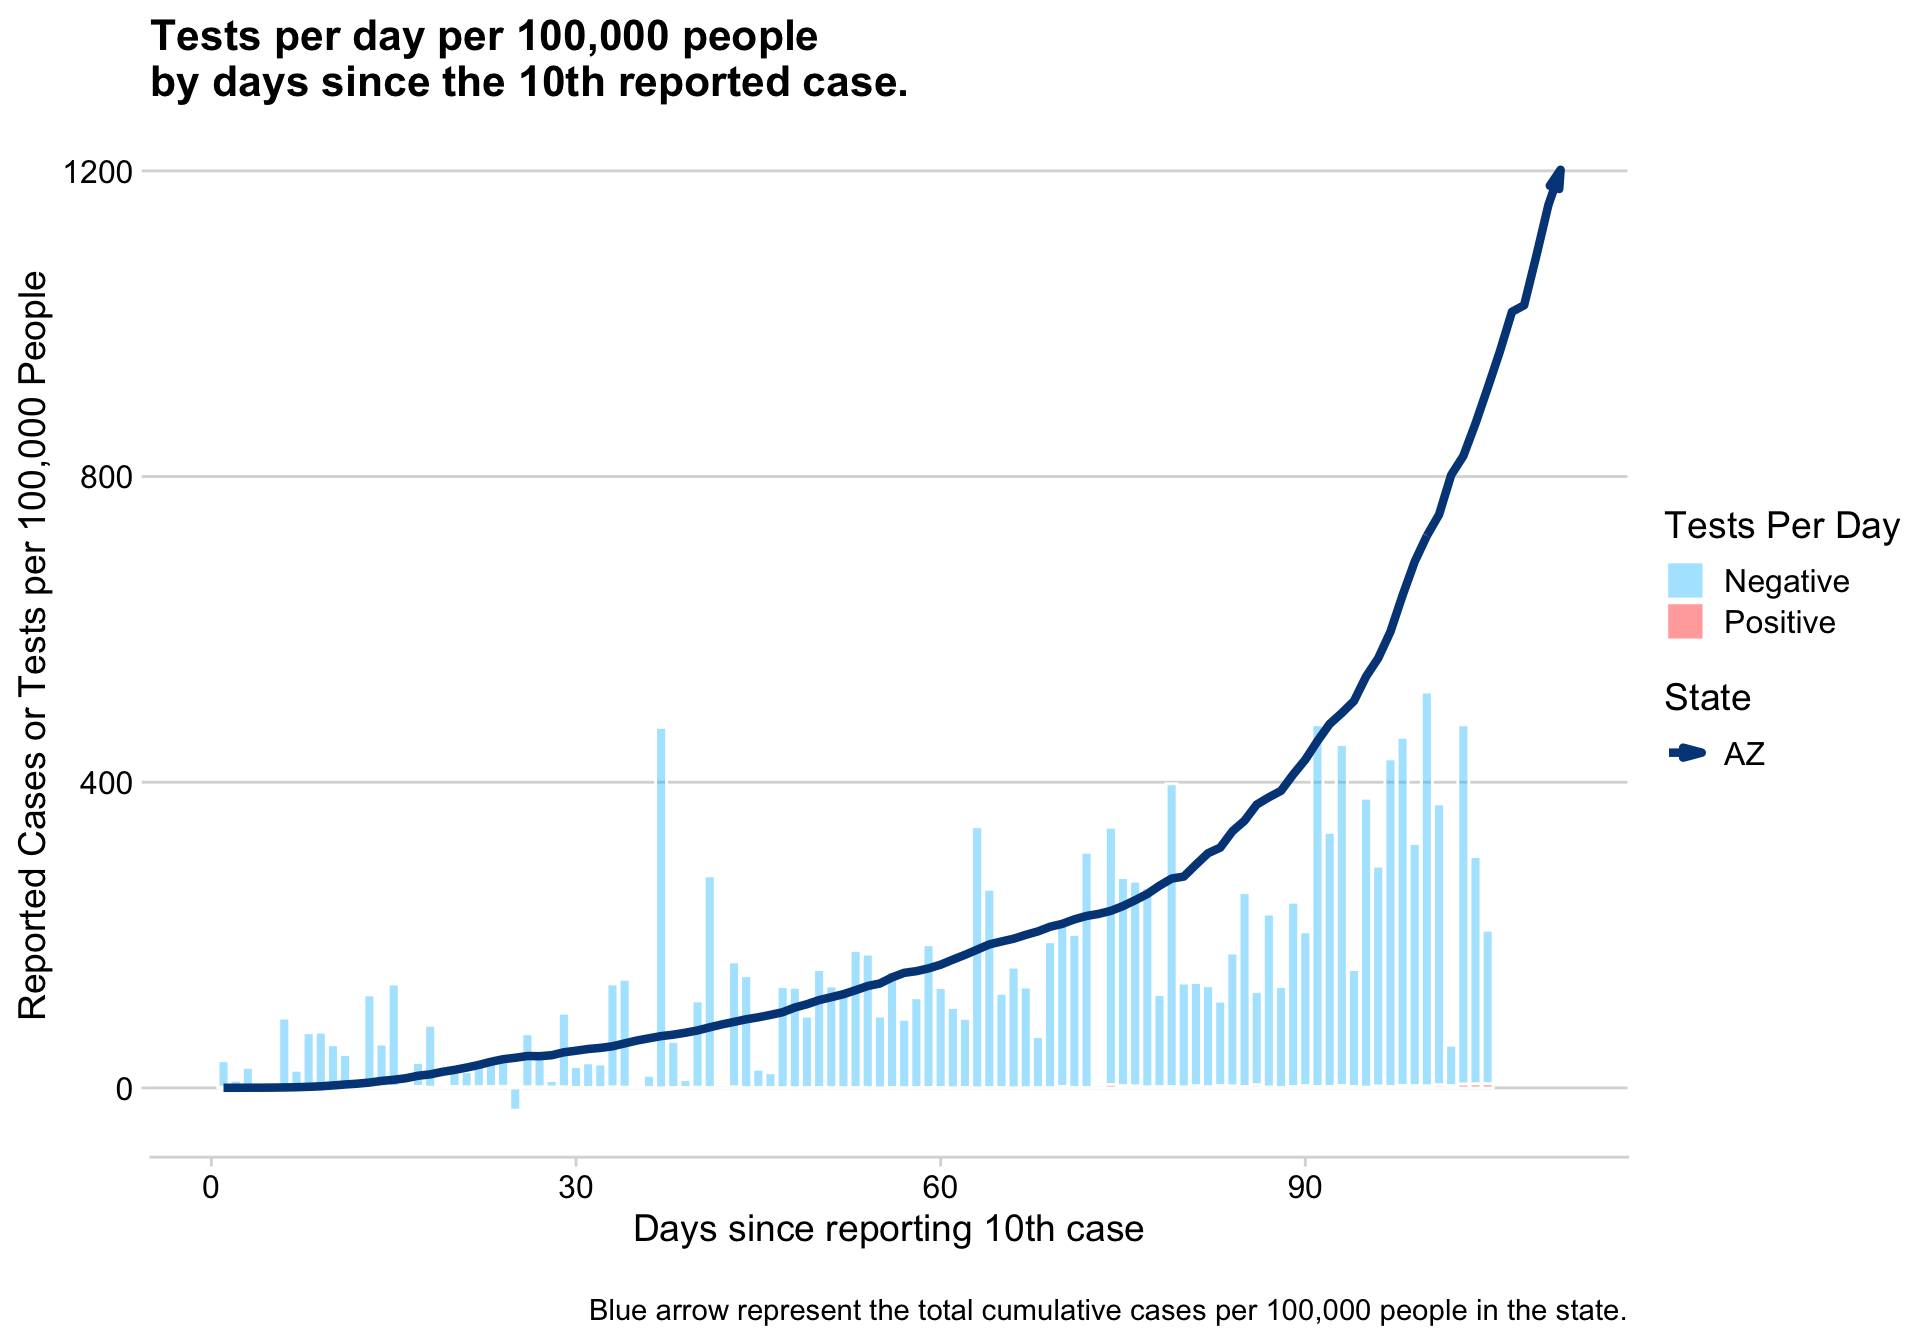 Tests per day per 100,000 people
by days since the 10th reported case.
Reported Cases or Tests per 100,000 People
1200
800
400
0
0
30
60
90
Days since reporting 10th case
Tests Per Day
Negative
Positive
State
AZ
Blue arrow represent the total cumulative cases per 100,000 people in the state.